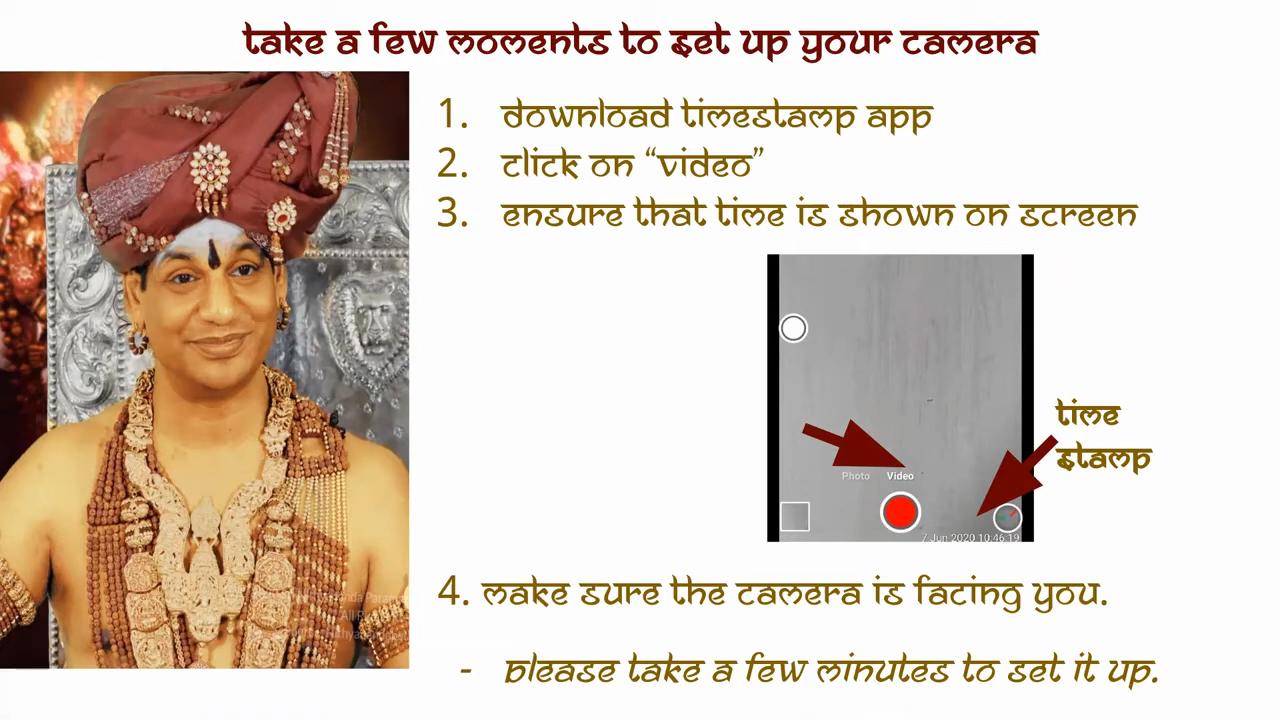 take a few moments to set up your camera
1. download timestamp app
2. click on “video”
3. ensure that time is shown on screen
time
stamp
Photo Video
7 Jun 2020 10:46:19
4. make sure the camera is facing you.
- please take a few minutes to set it up.